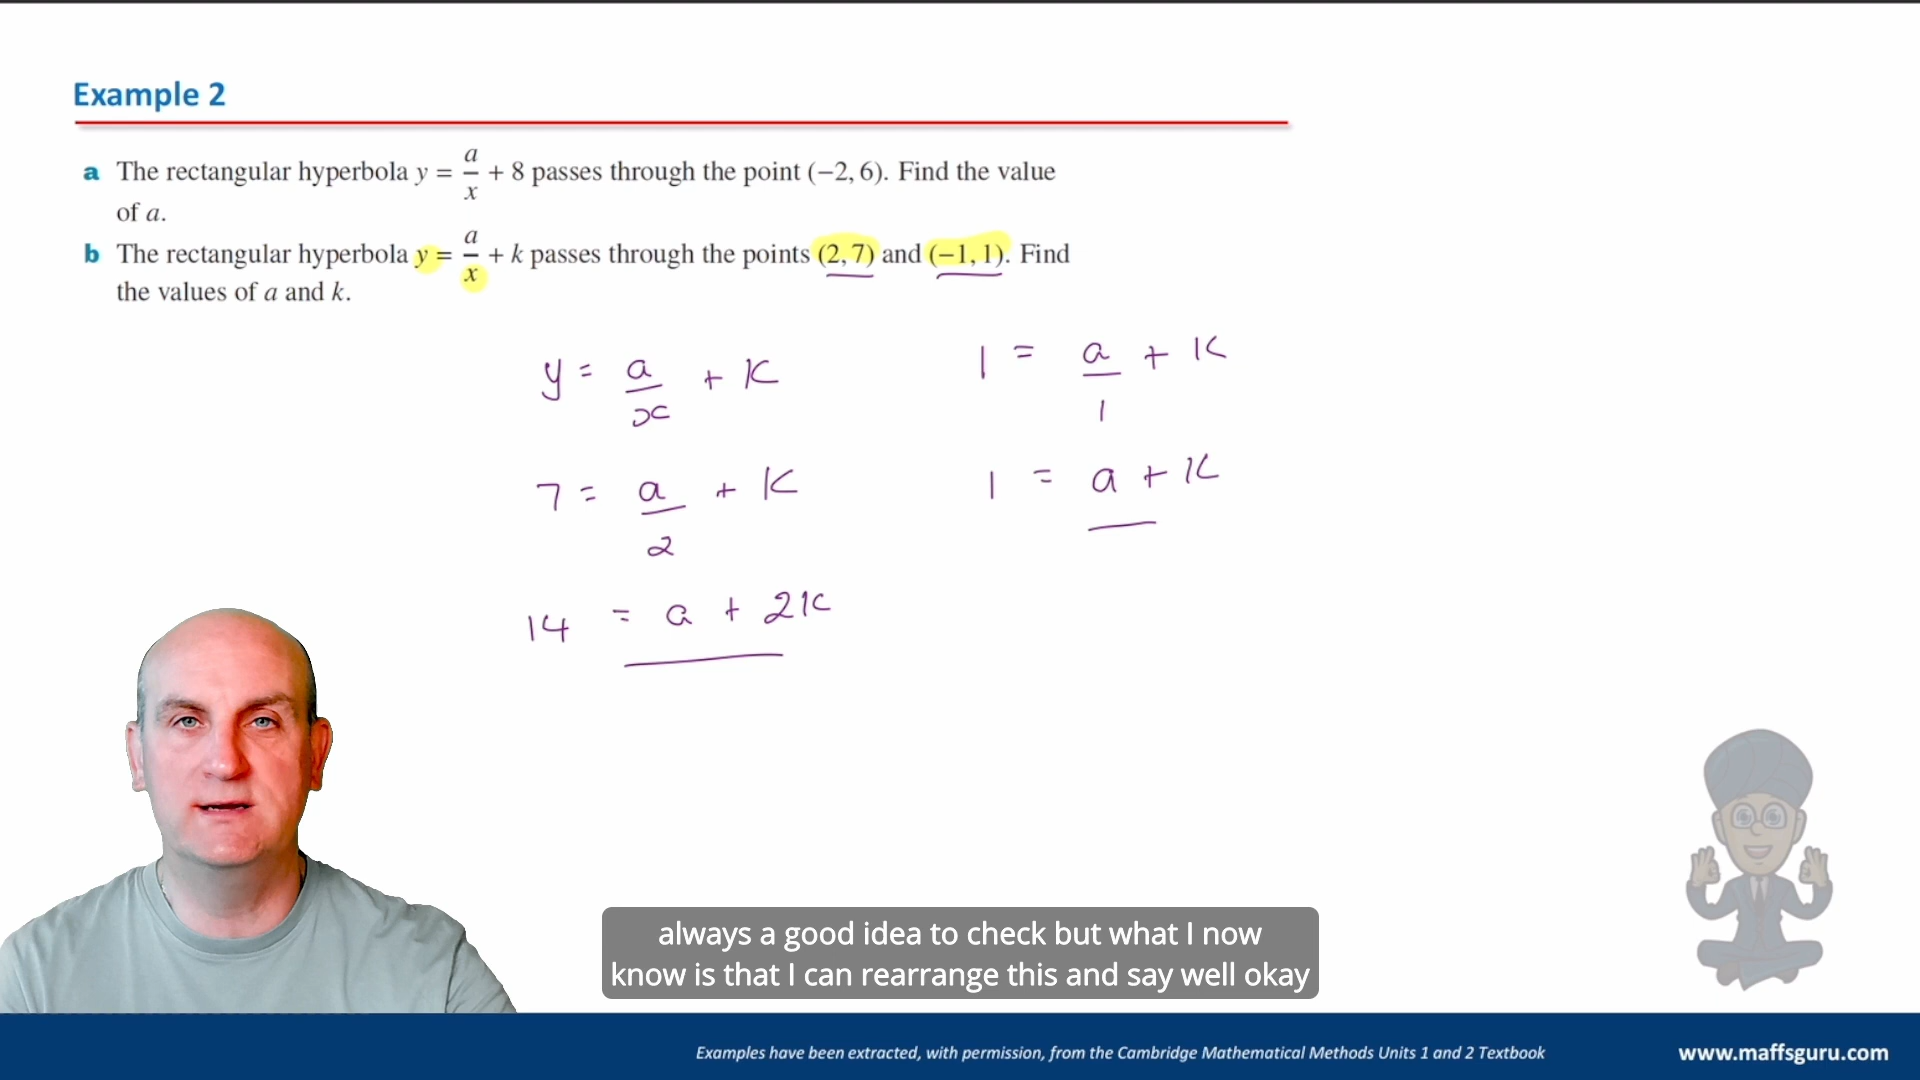 Example 2
a The rectangular hyperbola y = a/x + 8 passes through the point (−2, 6). Find the value
of a.
b The rectangular hyperbola y = a/x + k passes through the points (2, 7) and (−1, 1). Find
the values of a and k.
y = a/x + K
7 = a/2 + K
14 = a + 2K
1 = a/1 + K
1 = a + K
always a good idea to check but what I now
know is that I can rearrange this and say well okay
Examples have been extracted, with permission, from the Cambridge Mathematical Methods Units 1 and 2 Textbook
www.maffsguru.com